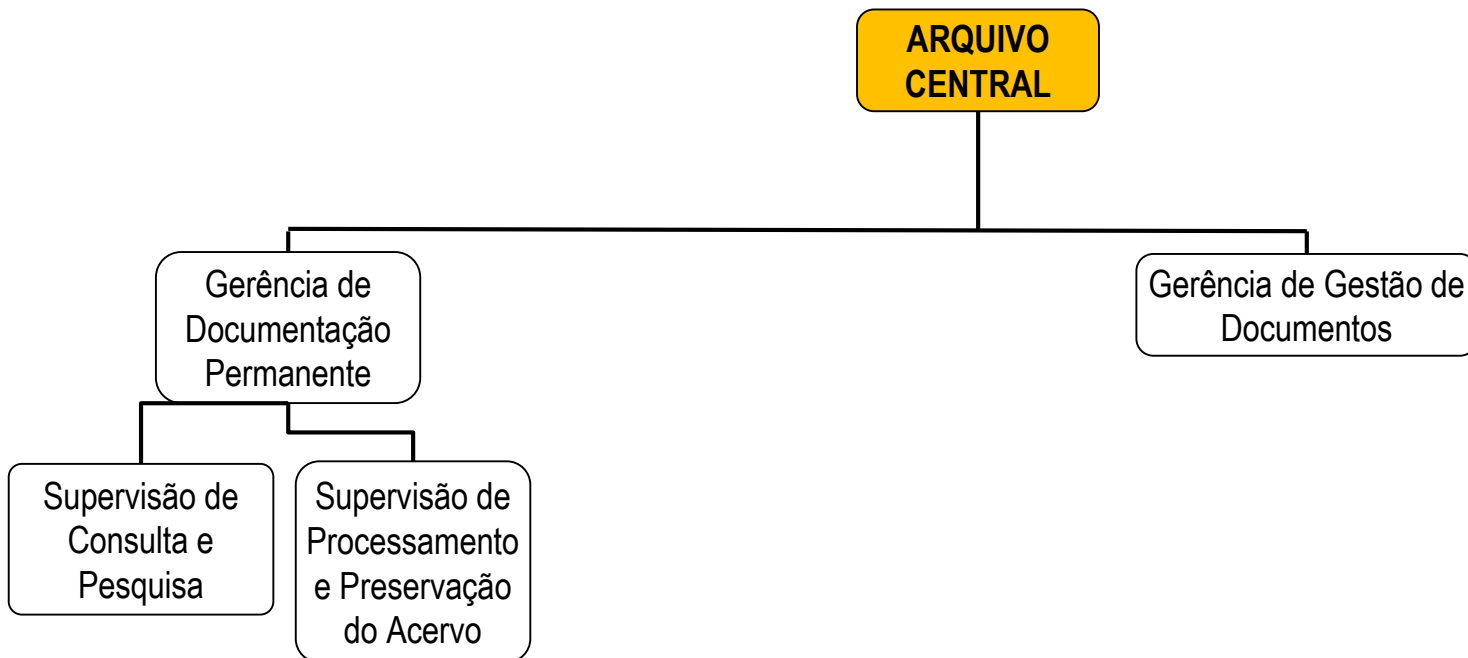 ARQUIVO
CENTRAL
Gerência de
Documentação
Permanente
Gerência de Gestão de
Documentos
Supervisão de
Consulta e
Pesquisa
Supervisão de
Processamento
e Preservação
do Acervo